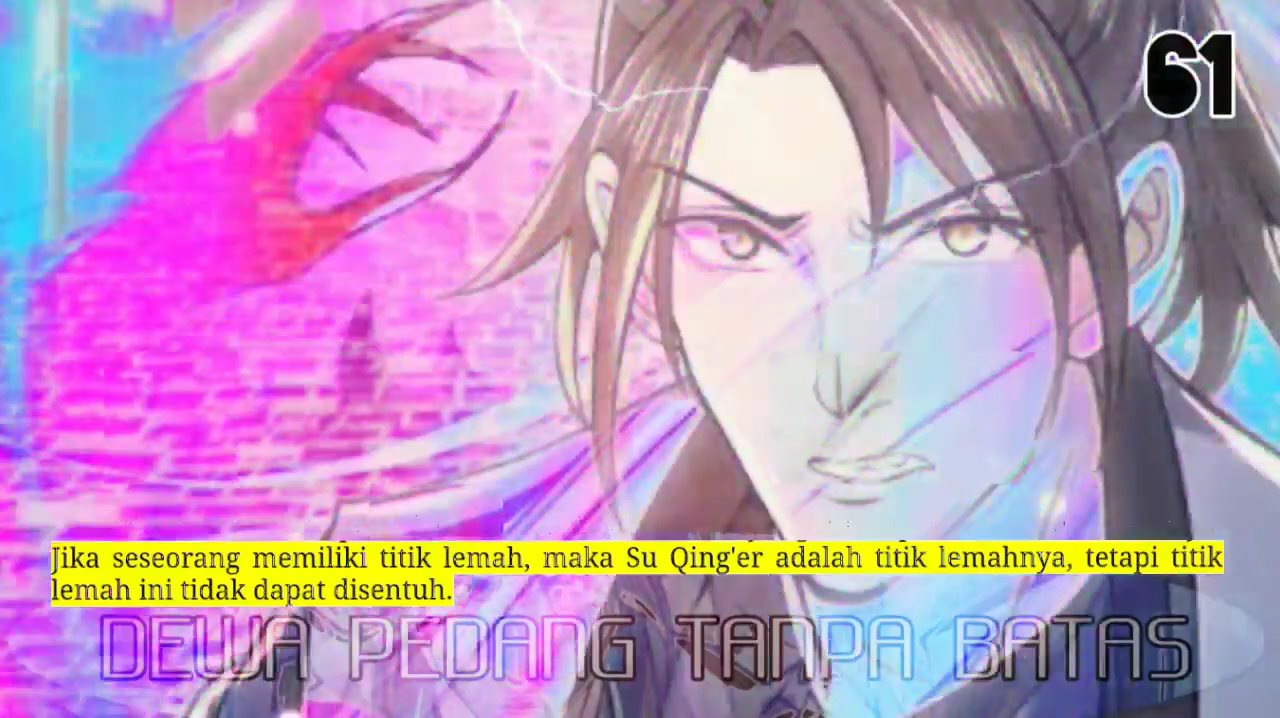 61
Jika seseorang memiliki titik lemah, maka Su Qing'er adalah titik lemahnya, tetapi titik
lemah ini tidak dapat disentuh.
DEWA PEDANG TANPA BATAS